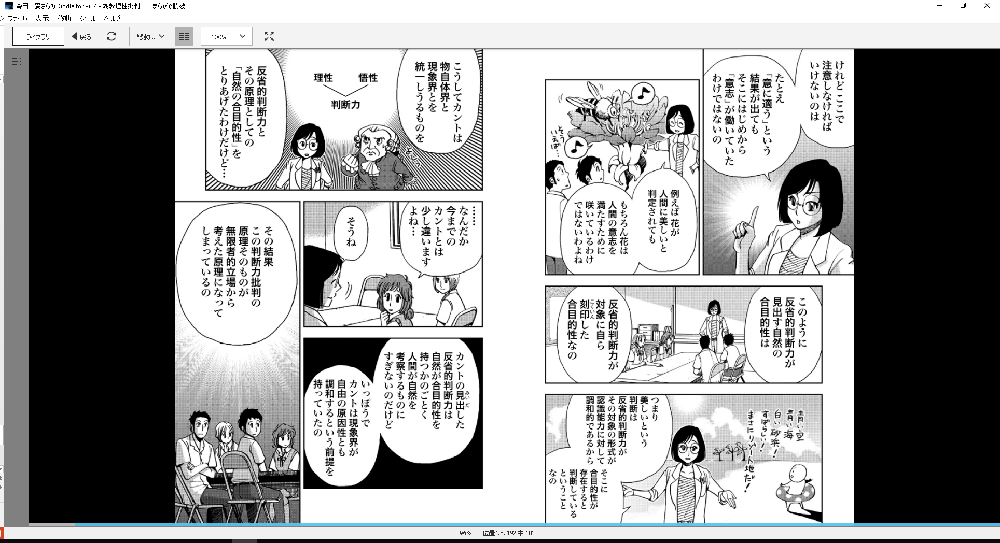 森田 賢さんの Kindle for PC 4 - 純粋理性批判 ―まんがで読破―
ファイル 表示 移動 ツール ヘルプ
ライブラリ 戻る 移動... 100%
けれど ここで
注意しなければ
いけないのは
たとえ
「意に適う」という
結果が出ても
そこにはじめから
「意志」が働いていた
わけではないの
♪
♪
そう
いえば…
例えば 花が
人間に美しいと
判定されても
もちろん花は
人間の意志を
満たすために
咲いているわけ
ではないわよね
このように
反省的判断力が
見出す自然の
合目的性は
反省的判断力が
対象に自ら
刻印した
こくいん
合目的性なの
青い空
青い海
白い砂浜!
すばらしい!
まさにリゾート地だ!
つまり
美しいという
判断は
反省的判断力が
その対象の形式が
認識能力に対して
調和的であるから
そこに
合目的性が
存在すると
判断している
ということ
なの
こうしてカントは
物自体界と
現象界とを
統一しうるものを
悟性
理性
判断力
よしっ
反省的判断力と
その原理としての
「自然の合目的性」を
とりあげたわけだけど…
……
なんだか
今までの
カントとは
少し違います
よね…
そうね
カントの見出した
みいだ
反省的判断力は
自然が合目的性を
持つかのごとく
人間が自然を
考察するものに
すぎないのだけど
いっぽうで
カントは現象界が
自由の原因性とも
調和するという前提を
持っていたの
その結果
この判断力批判の
原理そのものが
無限者的立場から
考えた原理になって
しまっているの
96% 位置No. 192 中 183